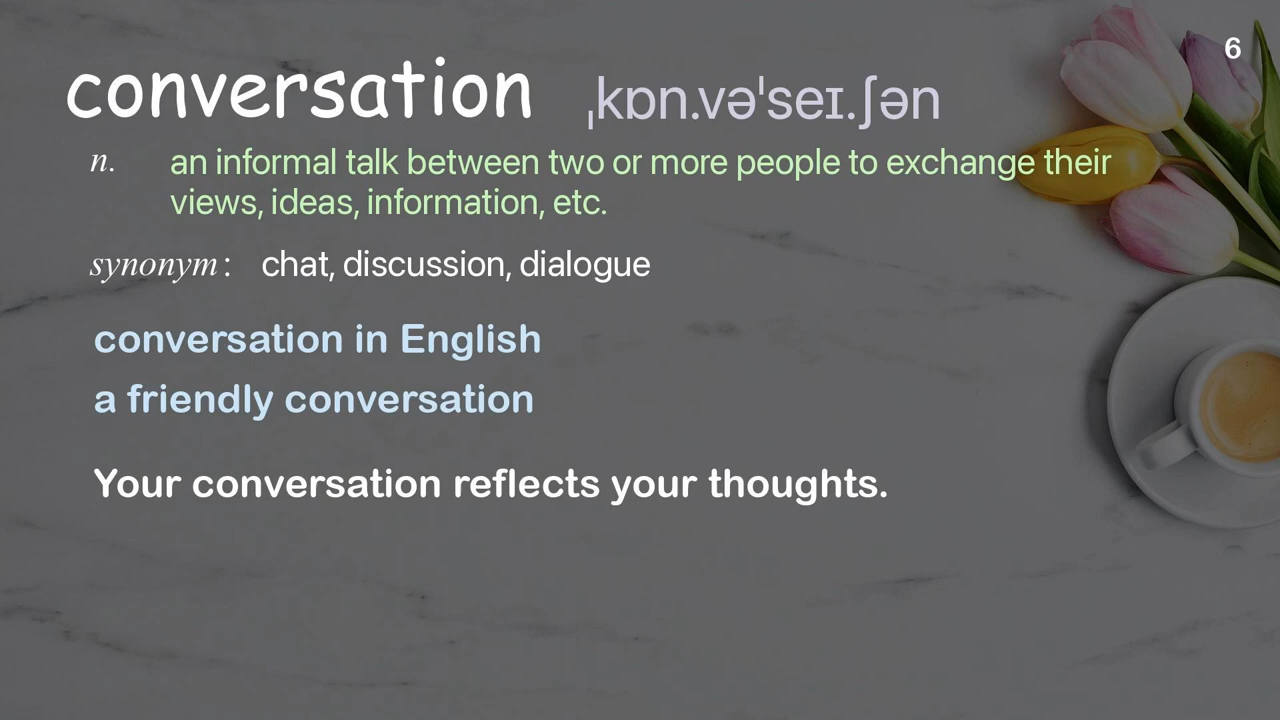 6
conversation ˌkɒn.vəˈseɪ.ʃən
n. an informal talk between two or more people to exchange their
views, ideas, information, etc.
synonym: chat, discussion, dialogue
conversation in English
a friendly conversation
Your conversation reflects your thoughts.